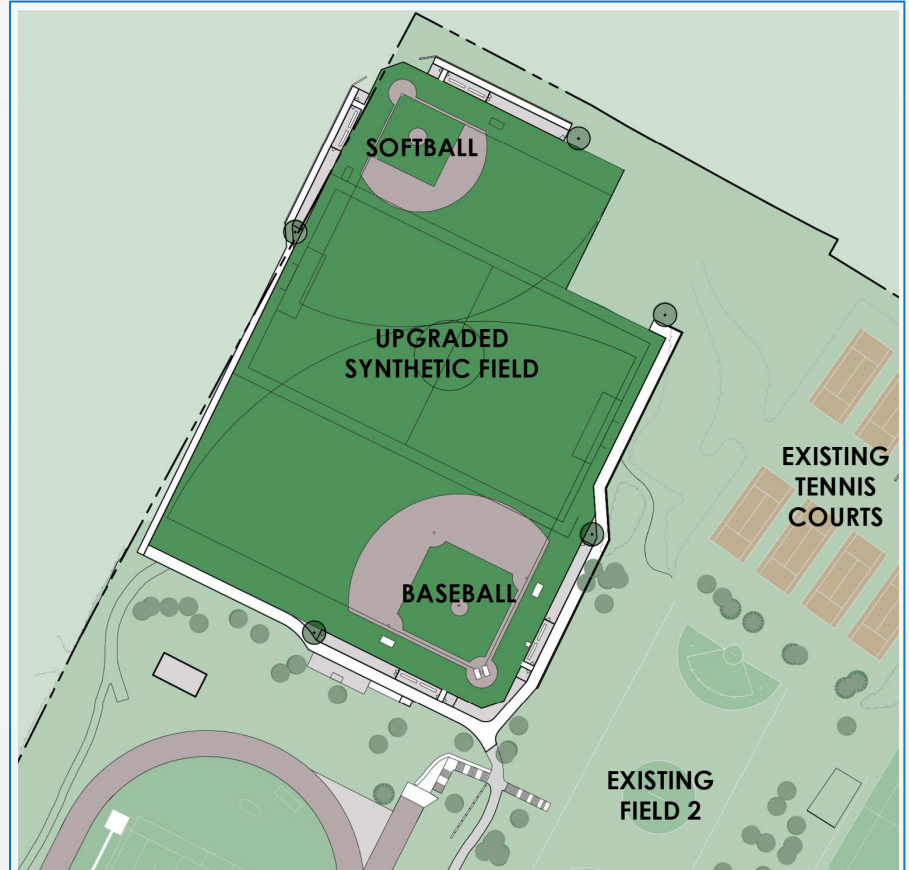 SOFTBALL
UPGRADED
SYNTHETIC FIELD
EXISTING
TENNIS
COURTS
BASEBALL
EXISTING
FIELD 2